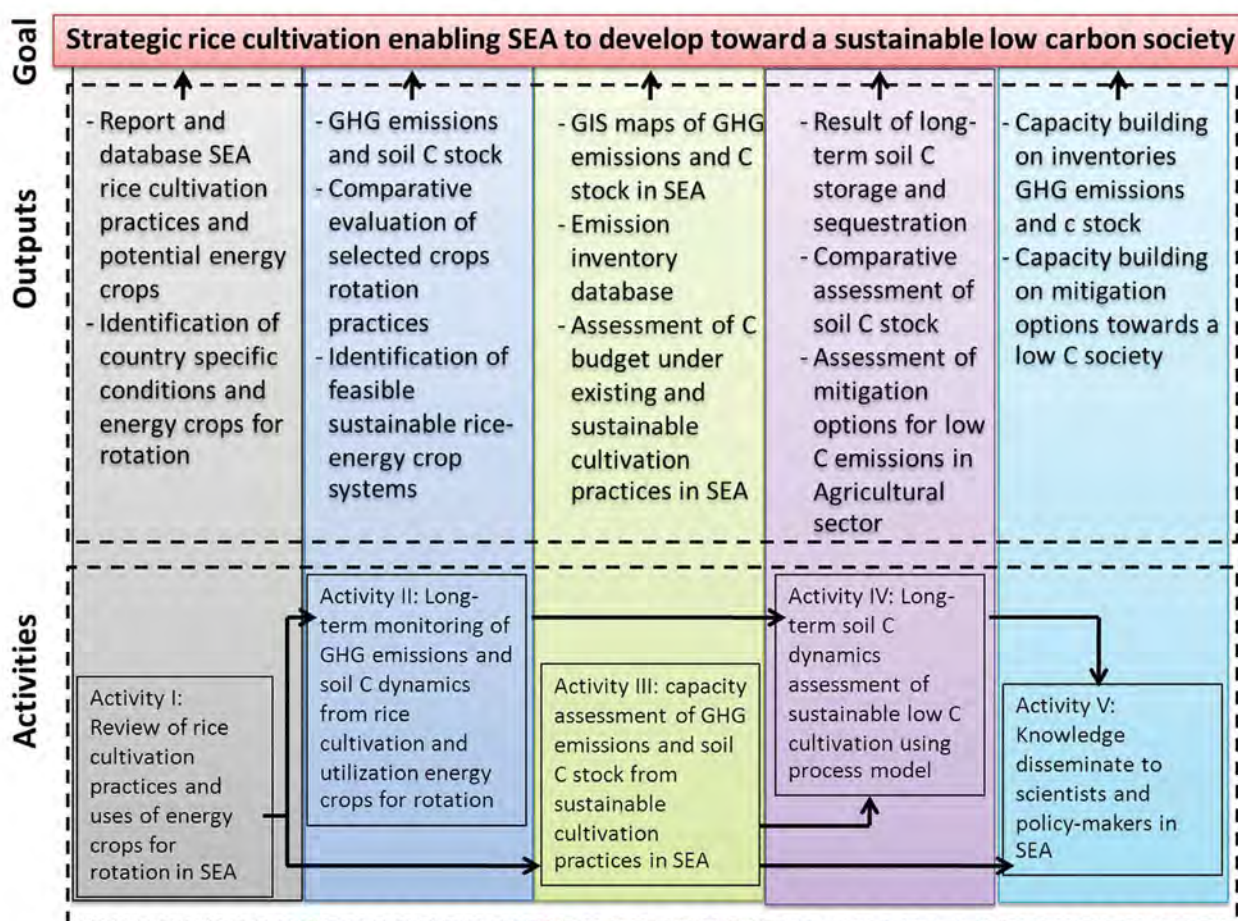 Goal
Strategic rice cultivation enabling SEA to develop toward a sustainable low carbon society
Outputs
- Report and
database SEA
rice cultivation
practices and
potential energy
crops
- Identification of
country specific
conditions and
energy crops for
rotation
- GHG emissions
and soil C stock
- Comparative
evaluation of
selected crops
rotation
practices
- Identification of
feasible
sustainable rice-
energy crop
systems
- GIS maps of GHG
emissions and C
stock in SEA
- Emission
inventory
database
- Assessment of C
budget under
existing and
sustainable
cultivation
practices in SEA
- Result of long-
term soil C
storage and
sequestration
- Comparative
assessment of
soil C stock
- Assessment of
mitigation
options for low
C emissions in
Agricultural
sector
- Capacity building
on inventories
GHG emissions
and c stock
- Capacity building
on mitigation
options towards a
low C society
Activities
Activity I:
Review of rice
cultivation
practices and
uses of energy
crops for
rotation in SEA
Activity II: Long-
term monitoring of
GHG emissions and
soil C dynamics
from rice
cultivation and
utilization energy
crops for rotation
Activity III: capacity
assessment of GHG
emissions and soil
C stock from
sustainable
cultivation
practices in SEA
Activity IV: Long-
term soil C
dynamics
assessment of
sustainable low C
cultivation using
process model
Activity V:
Knowledge
disseminate to
scientists and
policy-makers in
SEA